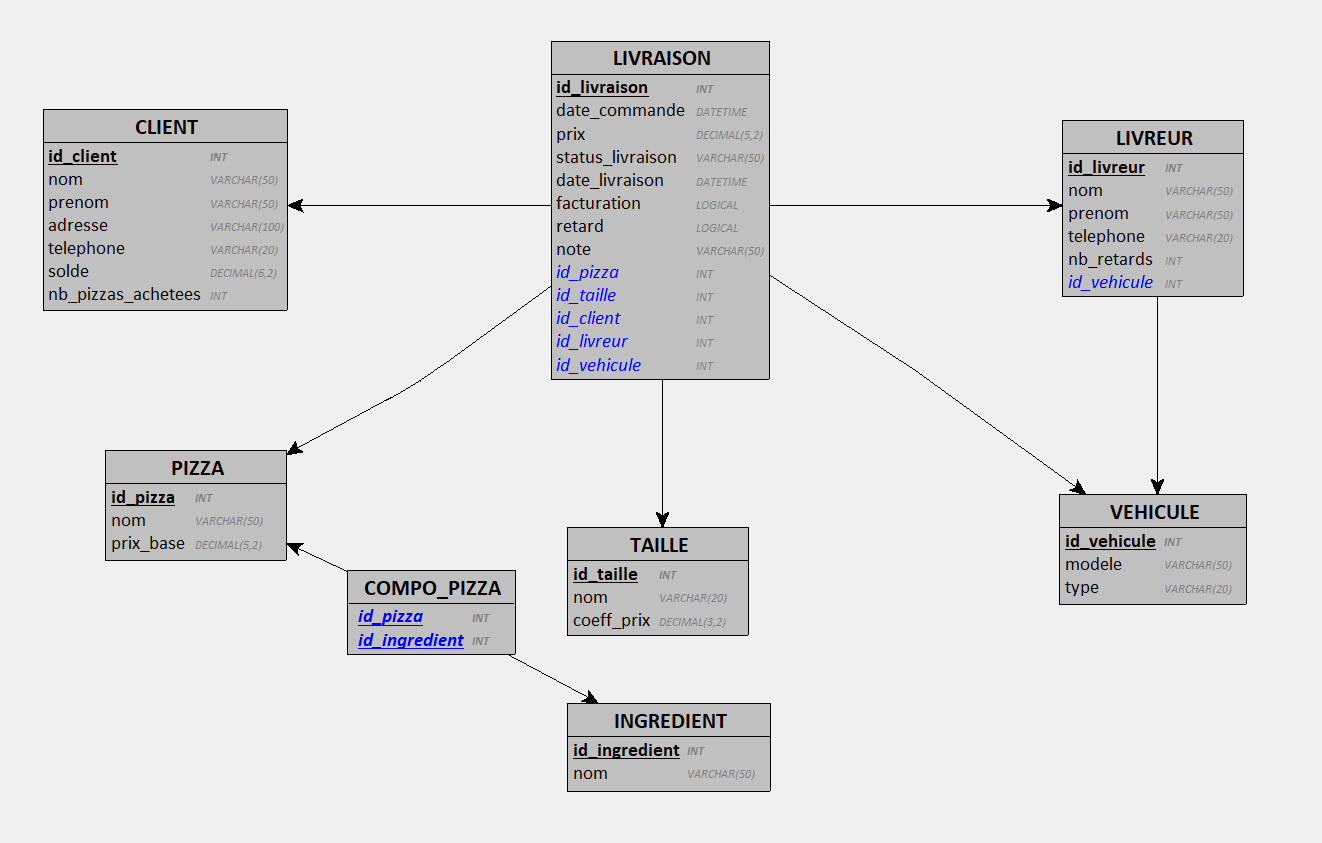 LIVRAISON
id_livraison INT
date_commande DATETIME
prix DECIMAL(5,2)
status_livraison VARCHAR(50)
date_livraison DATETIME
facturation LOGICAL
retard LOGICAL
note VARCHAR(50)
id_pizza INT
id_taille INT
id_client INT
id_livreur INT
id_vehicule INT
CLIENT
id_client INT
nom VARCHAR(50)
prenom VARCHAR(50)
adresse VARCHAR(100)
telephone VARCHAR(20)
solde DECIMAL(6,2)
nb_pizzas_achetees INT
LIVREUR
id_livreur INT
nom VARCHAR(50)
prenom VARCHAR(50)
telephone VARCHAR(20)
nb_retards INT
id_vehicule INT
PIZZA
id_pizza INT
nom VARCHAR(50)
prix_base DECIMAL(5,2)
COMPO_PIZZA
id_pizza INT
id_ingredient INT
TAILLE
id_taille INT
nom VARCHAR(20)
coeff_prix DECIMAL(3,2)
VEHICULE
id_vehicule INT
modele VARCHAR(50)
type VARCHAR(20)
INGREDIENT
id_ingredient INT
nom VARCHAR(50)